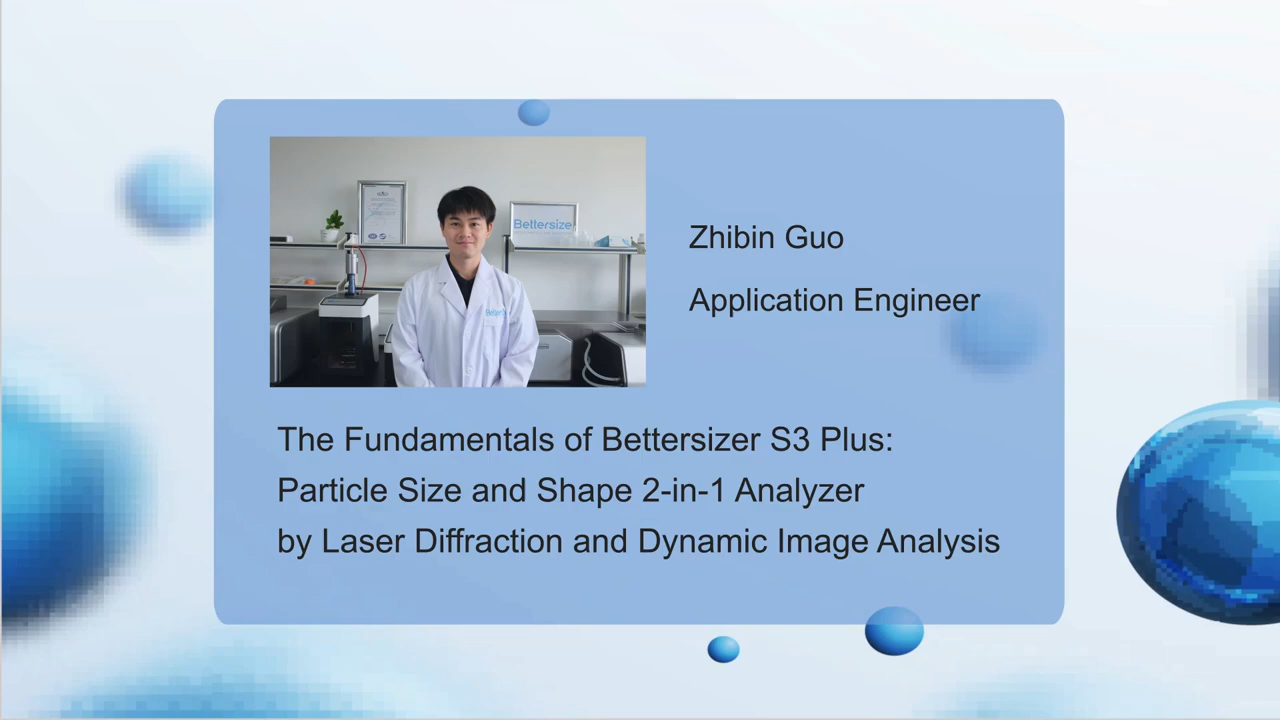 Bettersize
Zhibin Guo
Application Engineer
The Fundamentals of Bettersizer S3 Plus:
Particle Size and Shape 2-in-1 Analyzer
by Laser Diffraction and Dynamic Image Analysis